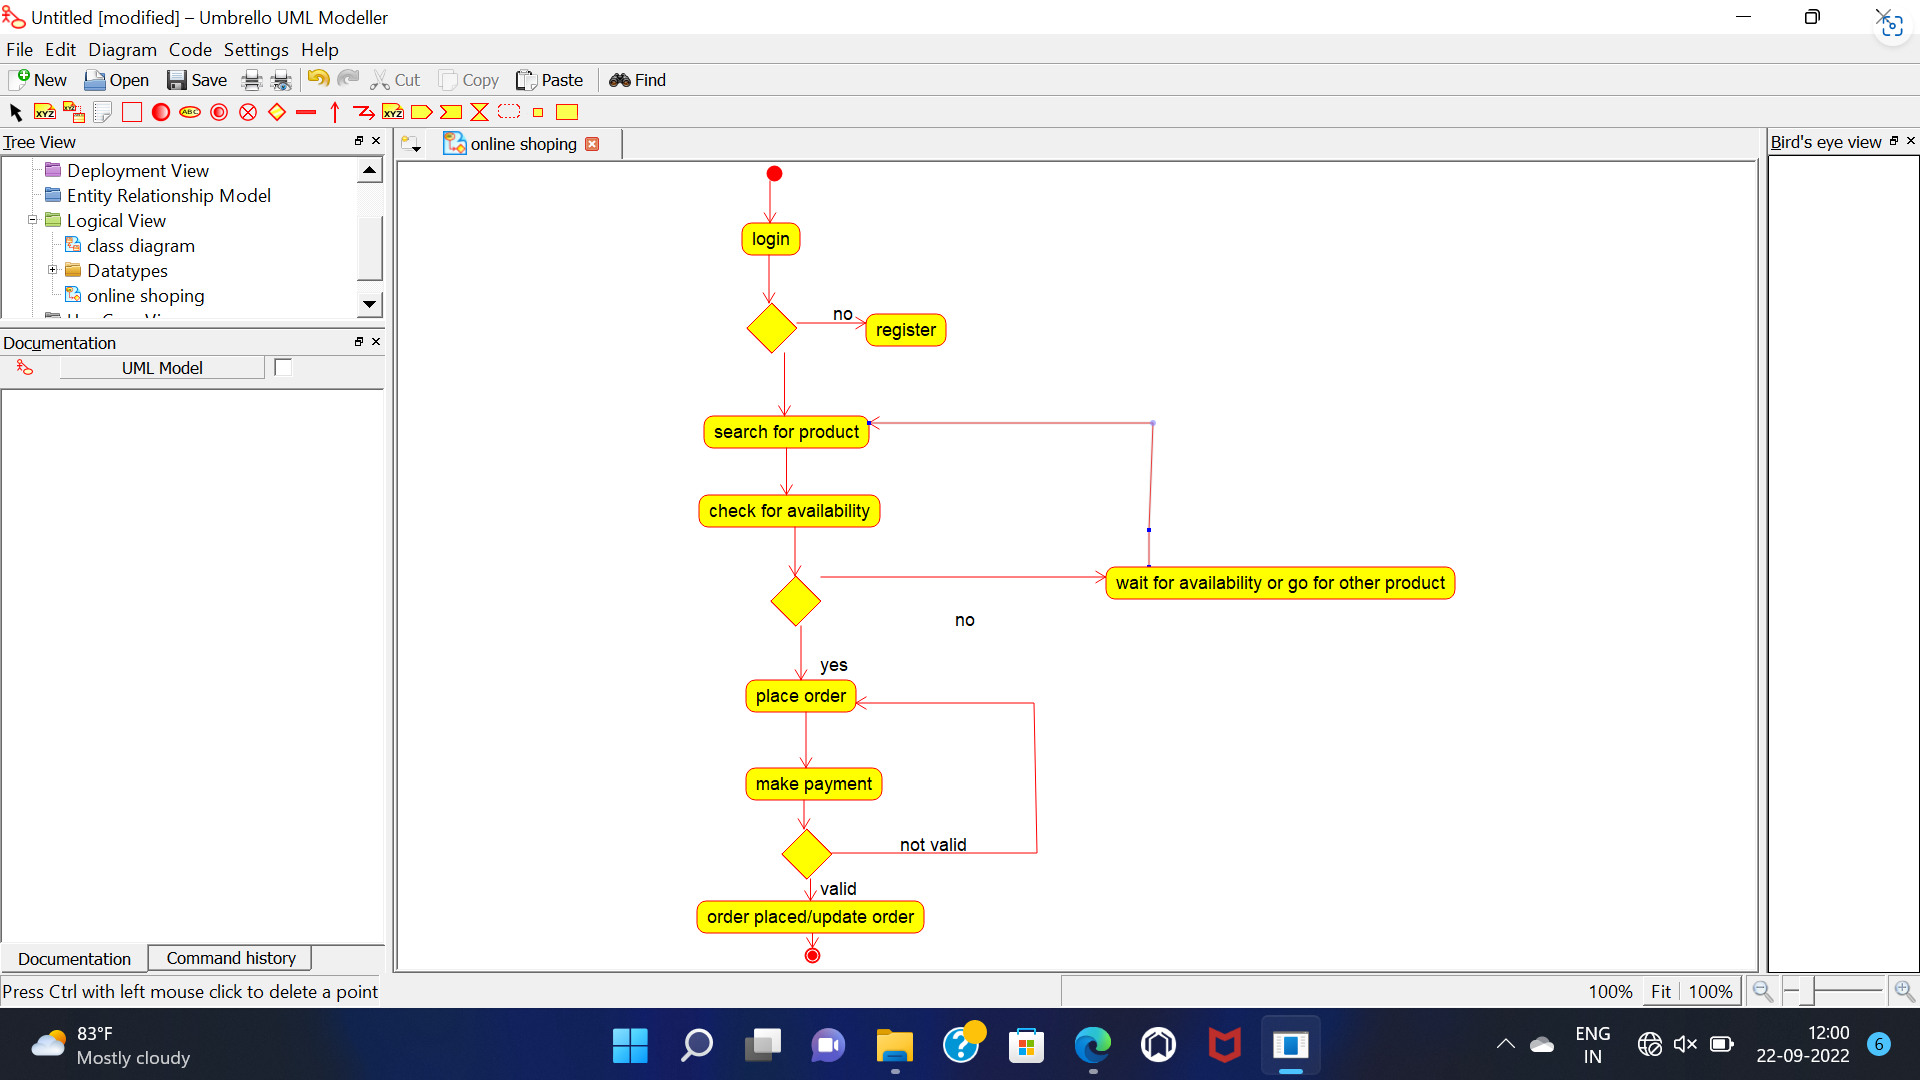 Untitled [modified] – Umbrello UML Modeller
File Edit Diagram Code Settings Help
New Open Save Cut Copy Paste Find
XYZ XYZ ABC XYZ
Tree View
Deployment View
Entity Relationship Model
Logical View
class diagram
Datatypes
online shoping
Documentation
UML Model
Documentation Command history
Press Ctrl with left mouse click to delete a point
online shoping
Bird's eye view
login
no
register
search for product
check for availability
wait for availability or go for other product
no
yes
place order
make payment
not valid
valid
order placed/update order
100% Fit 100%
83°F
Mostly cloudy
ENG
IN
12:00
22-09-2022
6